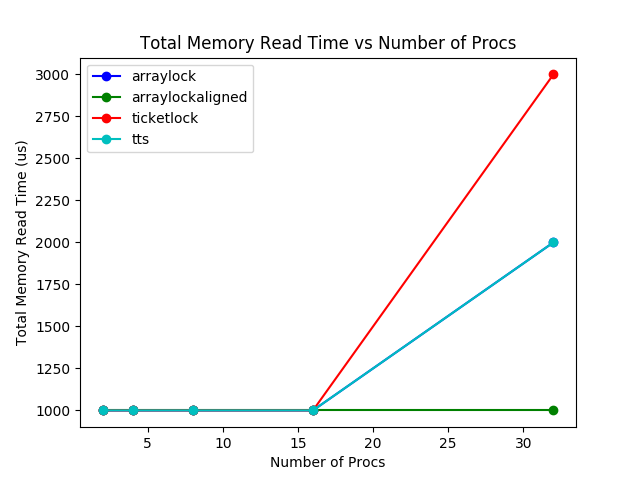 Total Memory Read Time vs Number of Procs
arraylock
arraylockaligned
ticketlock
tts
Total Memory Read Time (us)
3000
2750
2500
2250
2000
1750
1500
1250
1000
5 10 15 20 25 30
Number of Procs